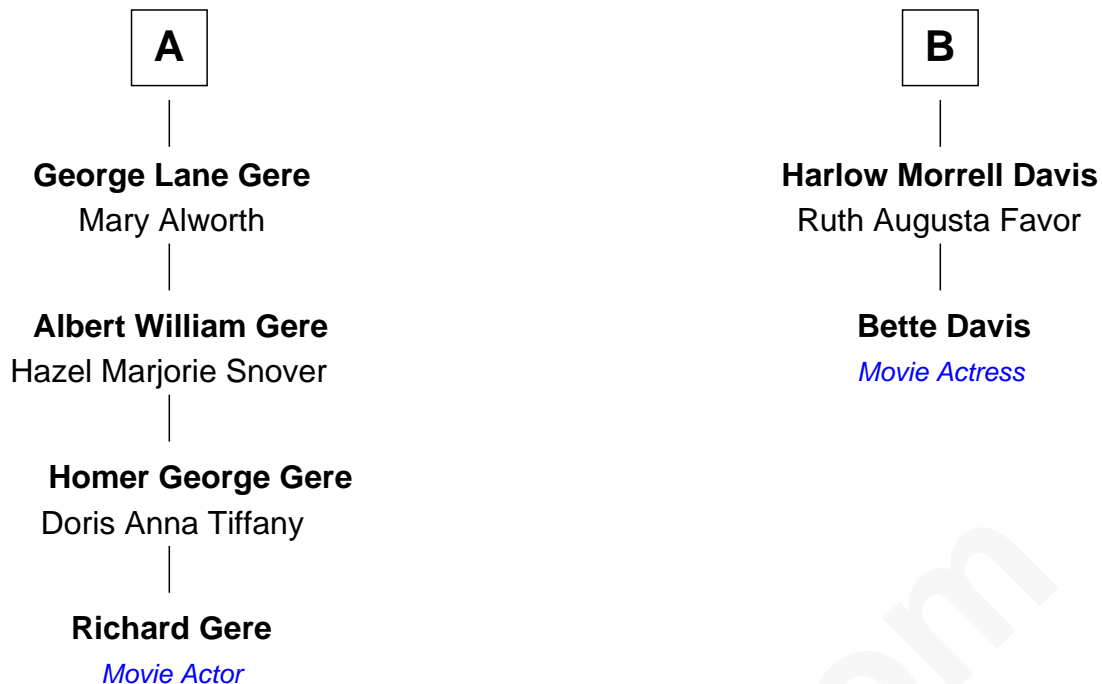 A
George Lane Gere
Mary Alworth
Albert William Gere
Hazel Marjorie Snover
Homer George Gere
Doris Anna Tiffany
Richard Gere
Movie Actor
B
Harlow Morrell Davis
Ruth Augusta Favor
Bette Davis
Movie Actress